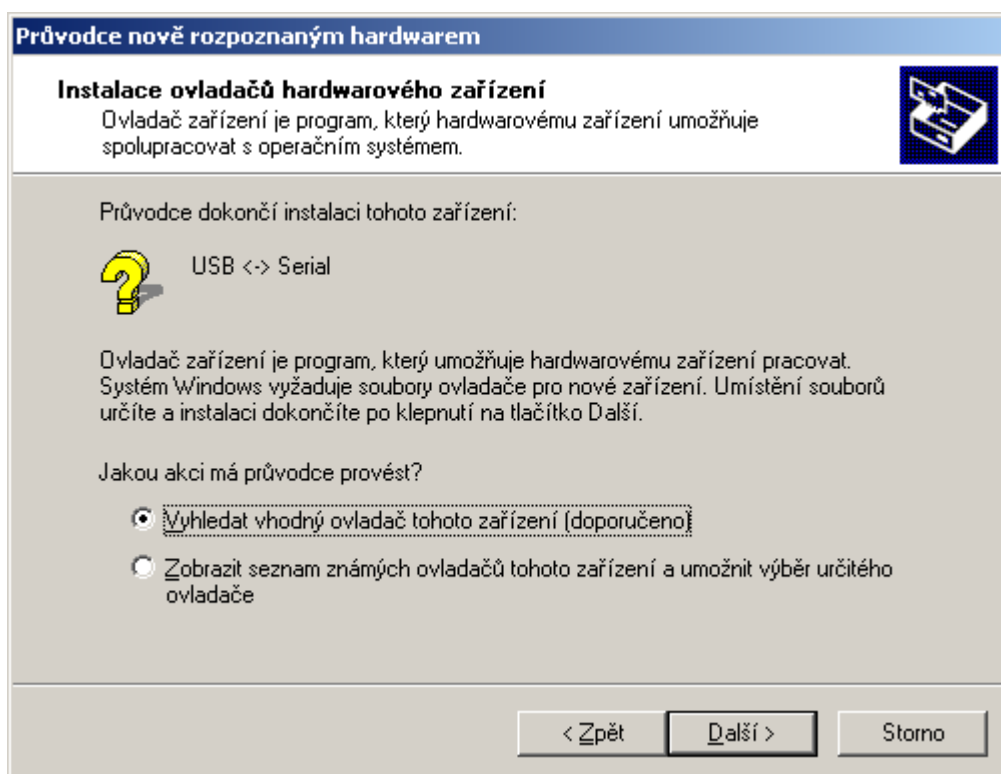 Průvodce nově rozpoznaným hardwarem
Instalace ovladačů hardwarového zařízení
Ovladač zařízení je program, který hardwarovému zařízení umožňuje
spolupracovat s operačním systémem.
Průvodce dokončí instalaci tohoto zařízení:
USB <-> Serial
Ovladač zařízení je program, který umožňuje hardwarovému zařízení pracovat.
Systém Windows vyžaduje soubory ovladače pro nové zařízení. Umístění souborů
určíte a instalaci dokončíte po klepnutí na tlačítko Další.
Jakou akci má průvodce provést?
Vyhledat vhodný ovladač tohoto zařízení (doporučeno)
Zobrazit seznam známých ovladačů tohoto zařízení a umožnit výběr určitého
ovladače
< Zpět Další > Storno